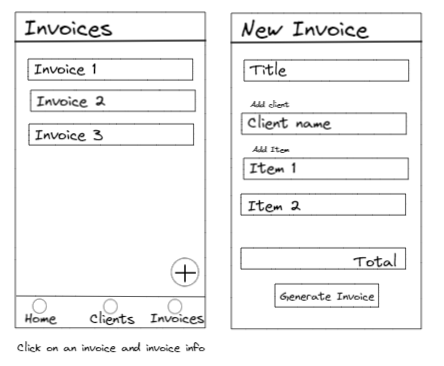 Invoices
Invoice 1
Invoice 2
Invoice 3
Home
Clients
Invoices
Click on an invoice and invoice info
New Invoice
Title
Add client
Client name
Add Item
Item 1
Item 2
Total
Generate Invoice